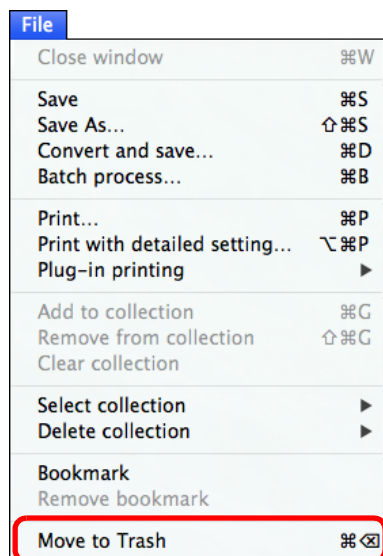 File
Close window ⌘W
Save ⌘S
Save As... ⇧⌘S
Convert and save... ⌘D
Batch process... ⌘B
Print... ⌘P
Print with detailed setting... ⌥⌘P
Plug-in printing ▶
Add to collection ⌘G
Remove from collection ⇧⌘G
Clear collection
Select collection ▶
Delete collection ▶
Bookmark
Remove bookmark
Move to Trash ⌘⌫